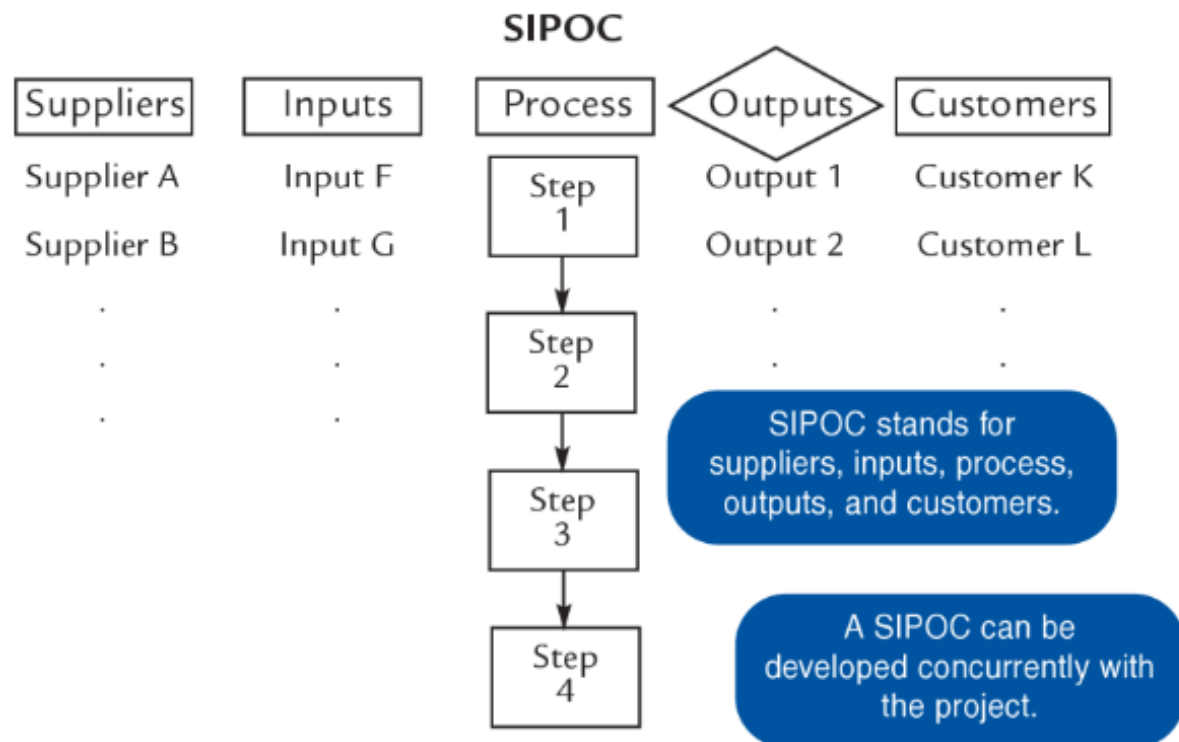 SIPOC
Suppliers Inputs Process Outputs Customers
Supplier A Input F Step 1 Output 1 Customer K
Supplier B Input G Output 2 Customer L
. . . .
. . Step 2 . .
. .
SIPOC stands for
suppliers, inputs, process,
outputs, and customers.
Step
3
A SIPOC can be
developed concurrently with
the project.
Step
4